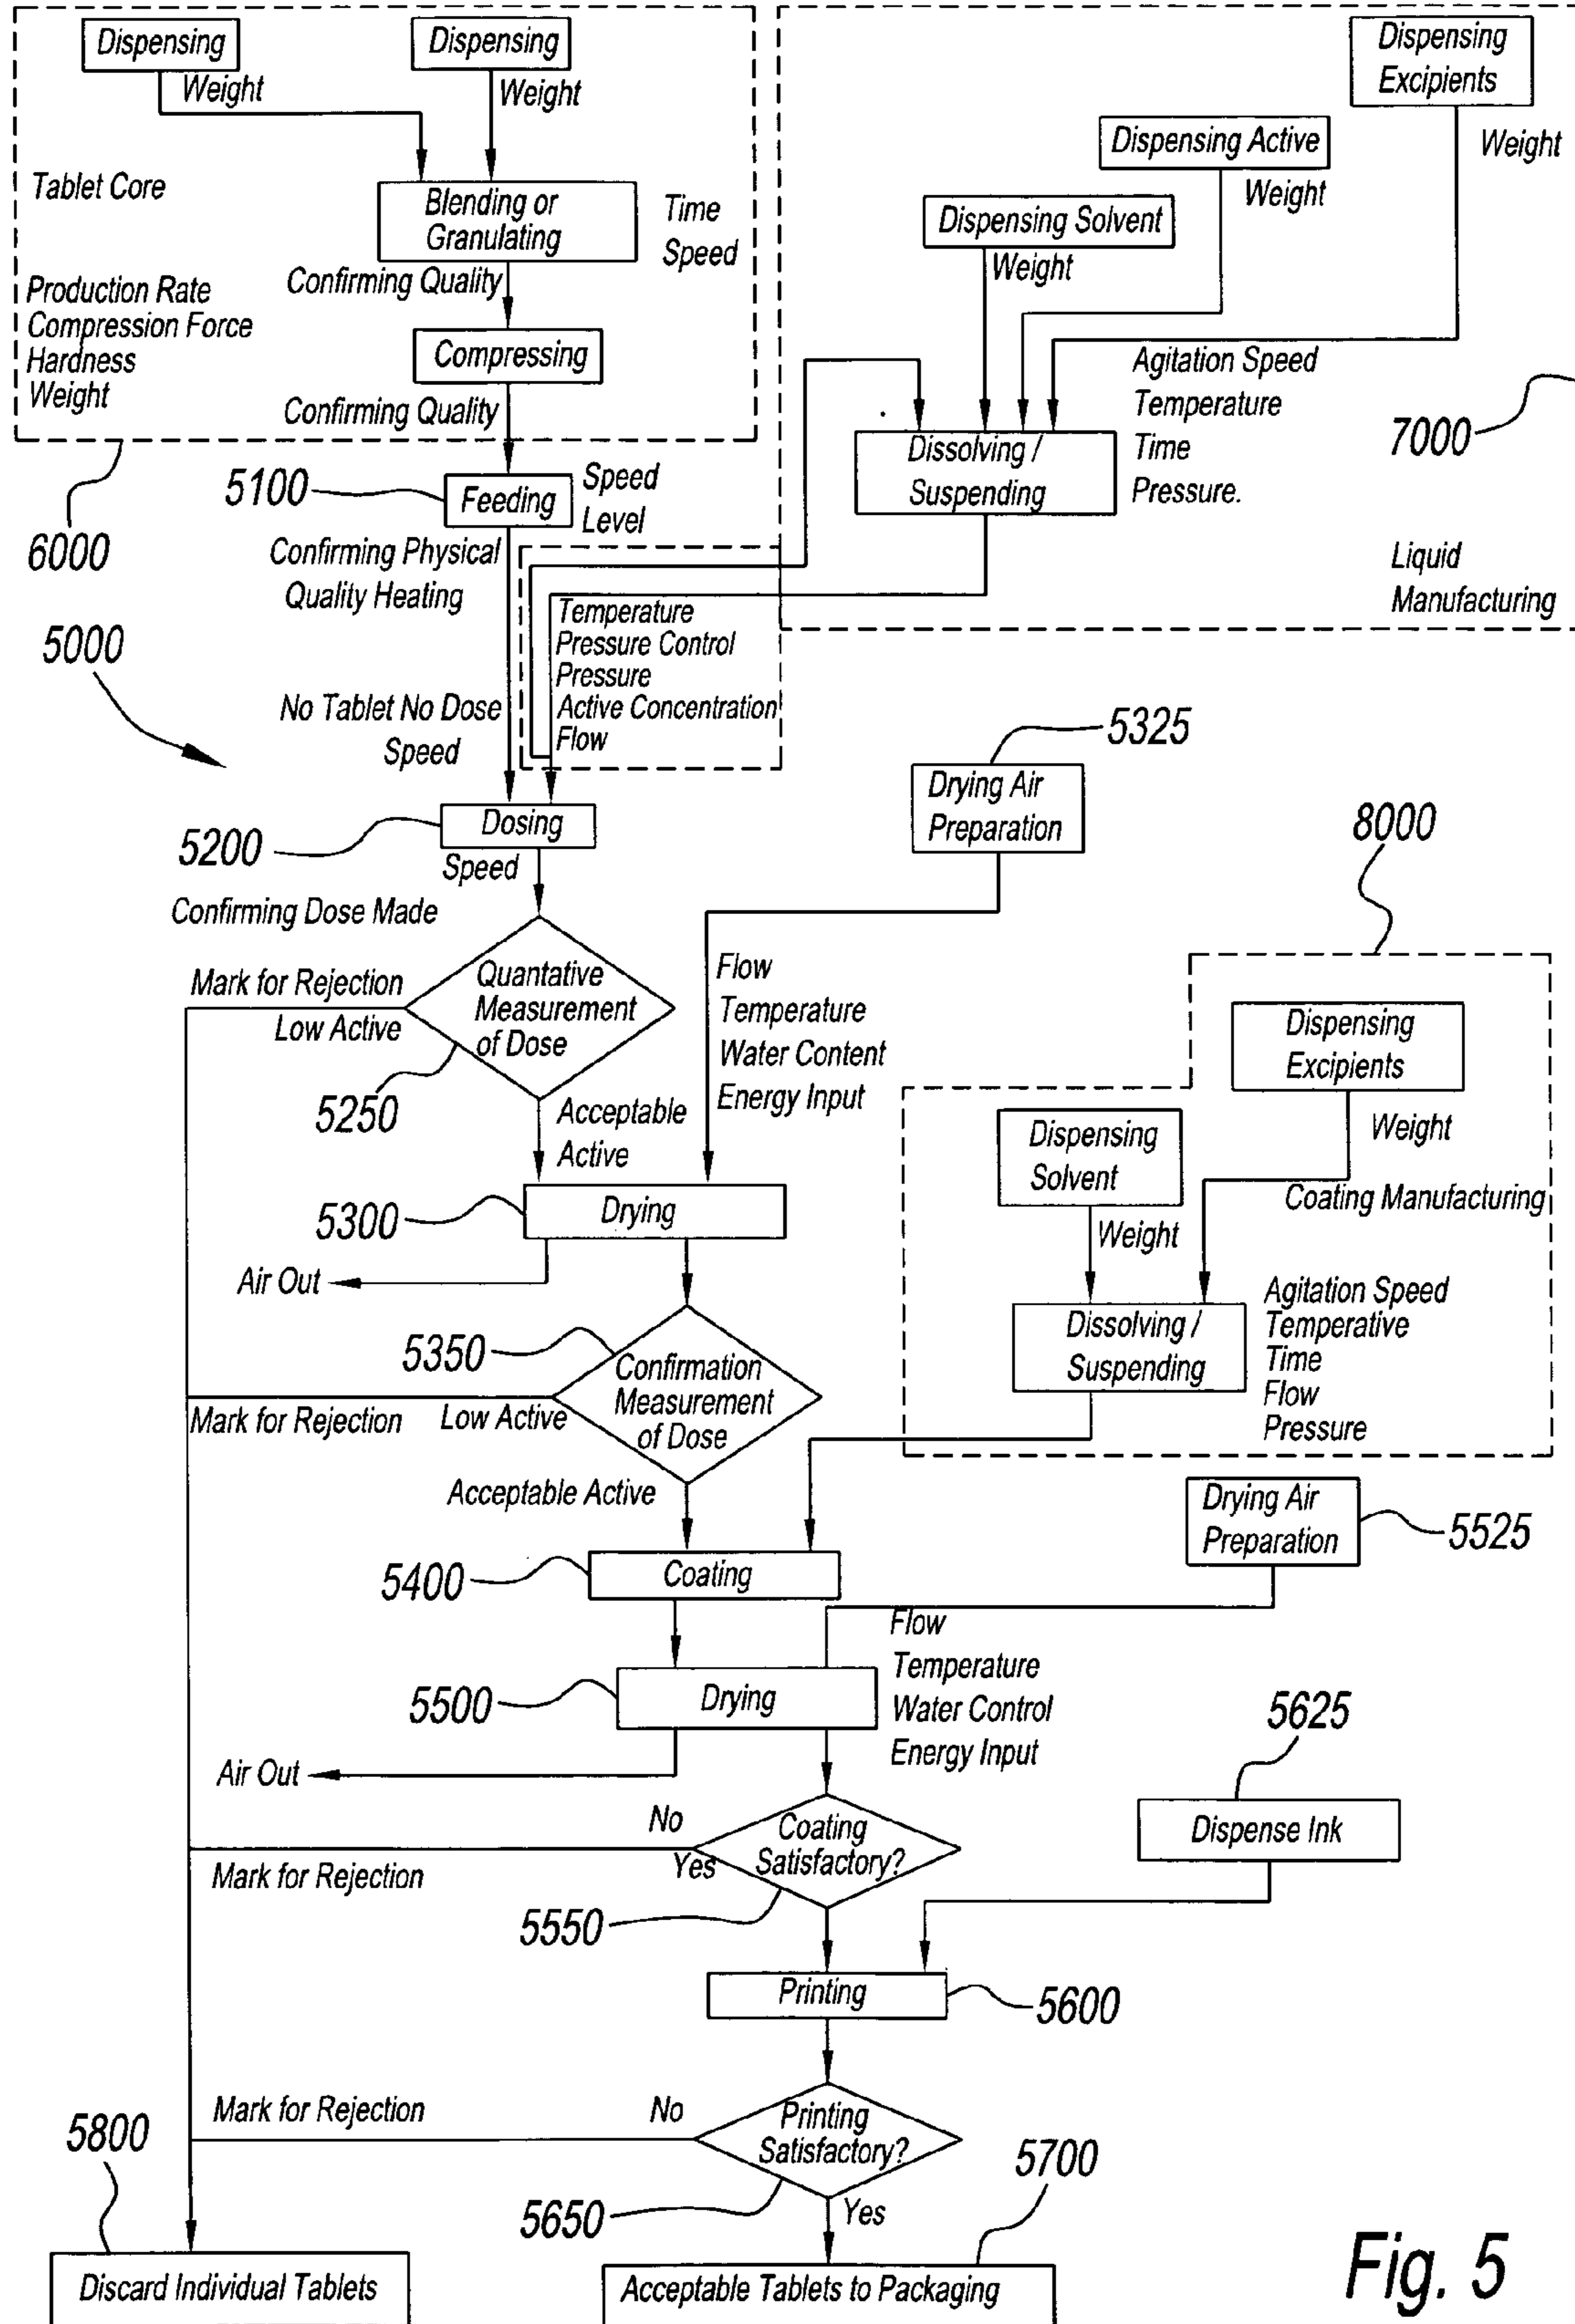 Dispensing
Weight
Dispensing
Weight
Tablet Core
Blending or
Granulating
Time
Speed
Production Rate
Compression Force
Hardness
Weight
Confirming Quality
Compressing
Confirming Quality
6000
5100
Feeding
Speed
Level
Confirming Physical
Quality Heating
5000
No Tablet No Dose
Speed
Dispensing
Excipients
Weight
Dispensing Active
Weight
Dispensing Solvent
Weight
Agitation Speed
Temperature
Time
Pressure.
Dissolving /
Suspending
7000
Liquid
Manufacturing
Temperature
Pressure Control
Pressure
Active Concentration
Flow
5200
Dosing
Speed
Confirming Dose Made
5325
Drying Air
Preparation
Flow
Temperature
Water Content
Energy Input
Mark for Rejection
Low Active
Quantative
Measurement
of Dose
5250
Acceptable
Active
5300
Drying
Air Out
8000
Dispensing
Excipients
Weight
Dispensing
Solvent
Weight
Coating Manufacturing
Dissolving /
Suspending
Agitation Speed
Temperative
Time
Flow
Pressure
5350
Confirmation
Measurement
of Dose
Mark for Rejection
Low Active
Acceptable Active
5400
Coating
Drying Air
Preparation
5525
Flow
Temperature
Water Control
Energy Input
5500
Drying
Air Out
No
Yes
Coating
Satisfactory?
Mark for Rejection
5550
5625
Dispense Ink
Printing
5600
Mark for Rejection
No
Printing
Satisfactory?
5650
Yes
5800
Discard Individual Tablets
5700
Acceptable Tablets to Packaging
Fig. 5